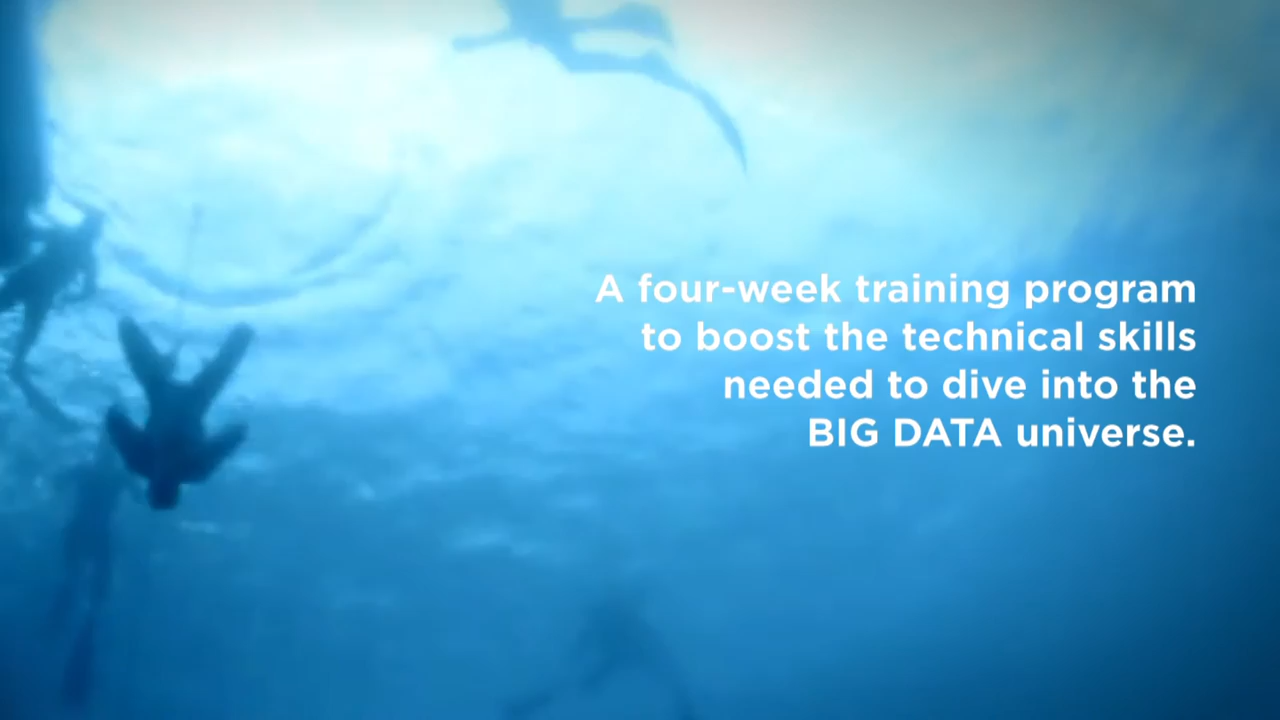 A four-week training program
to boost the technical skills
needed to dive into the
BIG DATA universe.